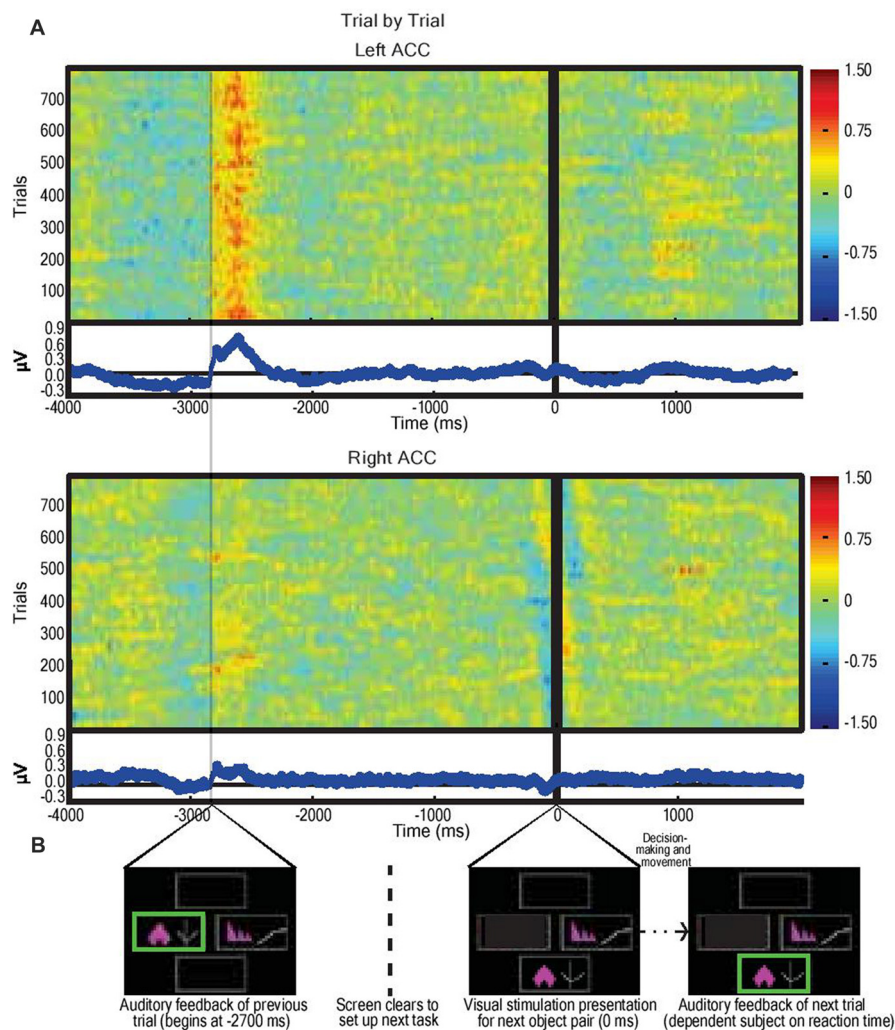 A
Trial by Trial
Left ACC
Trials
700
600
500
400
300
200
100
1.50
0.75
0
-0.75
-1.50
µV
0.9
0.6
0.3
0.0
-0.3
-4000 -3000 -2000 -1000 0 1000
Time (ms)
Right ACC
Trials
700
600
500
400
300
200
100
1.50
0.75
0
-0.75
-1.50
µV
0.9
0.6
0.3
0.0
-0.3
-4000 -3000 -2000 -1000 0 1000
Time (ms)
B
Decision-
making and
movement
Auditory feedback of previous
trial (begins at -2700 ms)
Screen clears to
set up next task
Visual stimulation presentation
for next object pair (0 ms)
Auditory feedback of next trial
(dependent subject on reaction time)